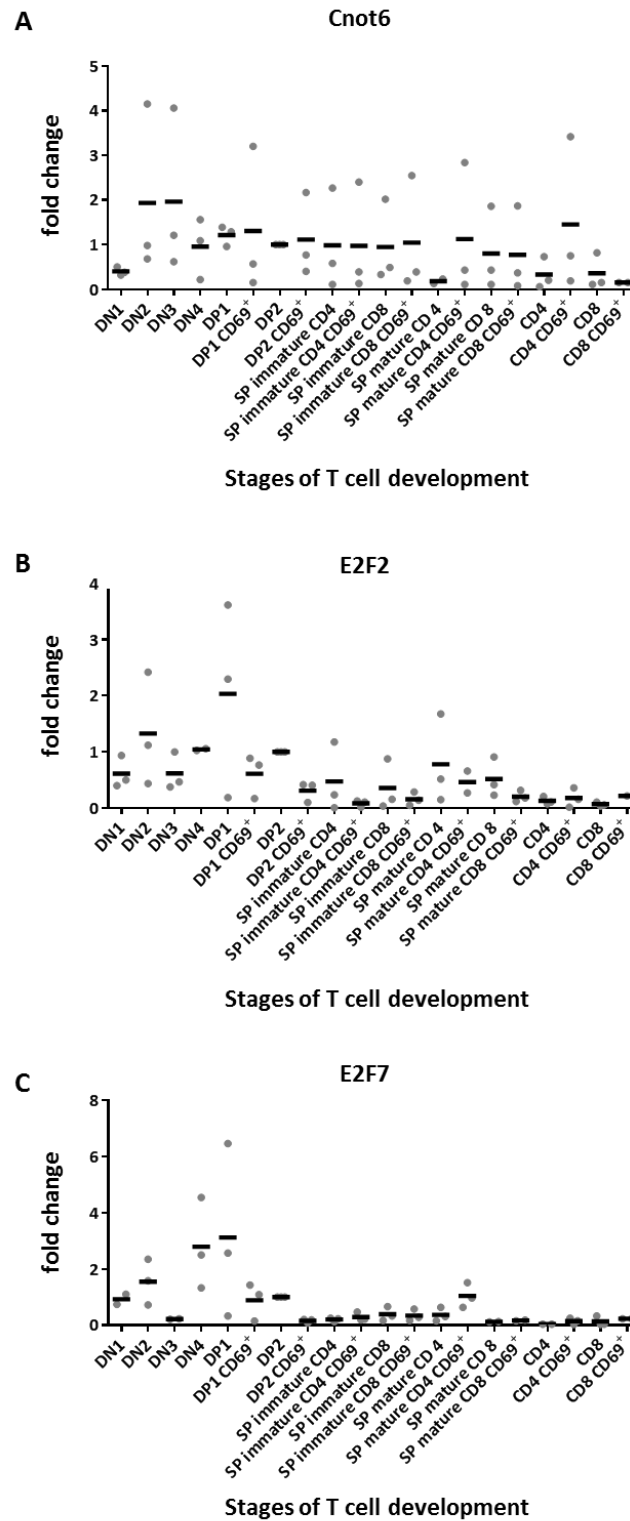 A
Cnot6
fold change
5
4
3
2
1
0
DN1
DN2
DN3
DN4
DP1
DP1 CD69+
DP2
DP2 CD69+
SP immature CD4
SP immature CD4 CD69+
SP immature CD8
SP immature CD8 CD69+
SP mature CD 4
SP mature CD4 CD69+
SP mature CD 8
SP mature CD8 CD69+
CD4
CD4 CD69+
CD8
CD8 CD69+
Stages of T cell development
B
E2F2
fold change
4
3
2
1
0
DN1
DN2
DN3
DN4
DP1
DP1 CD69+
DP2
DP2 CD69+
SP immature CD4
SP immature CD4 CD69+
SP immature CD8
SP immature CD8 CD69+
SP mature CD 4
SP mature CD4 CD69+
SP mature CD 8
SP mature CD8 CD69+
CD4
CD4 CD69+
CD8
CD8 CD69+
Stages of T cell development
C
E2F7
fold change
8
6
4
2
0
DN1
DN2
DN3
DN4
DP1
DP1 CD69+
DP2
DP2 CD69+
SP immature CD4
SP immature CD4 CD69+
SP immature CD8
SP immature CD8 CD69+
SP mature CD 4
SP mature CD4 CD69+
SP mature CD 8
SP mature CD8 CD69+
CD4
CD4 CD69+
CD8
CD8 CD69+
Stages of T cell development